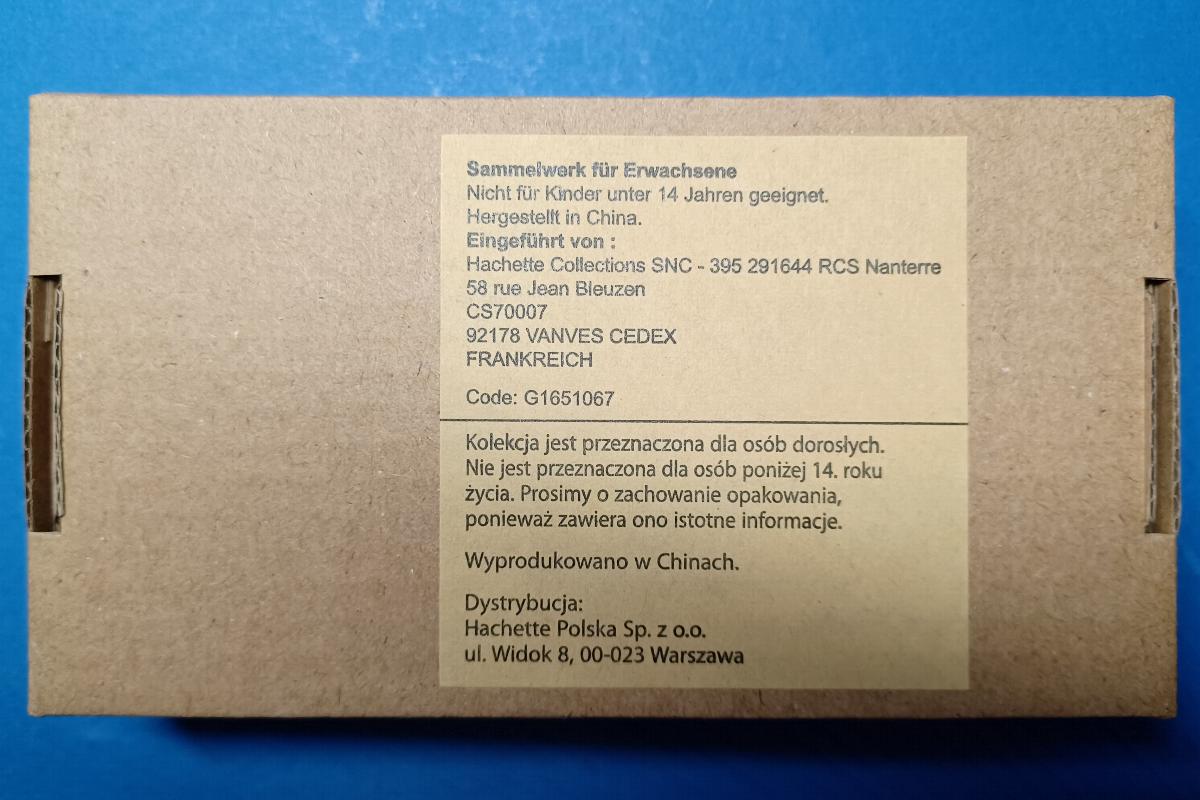 Sammelwerk für Erwachsene
Nicht für Kinder unter 14 Jahren geeignet.
Hergestellt in China.
Eingeführt von :
Hachette Collections SNC - 395 291644 RCS Nanterre
58 rue Jean Bleuzen
CS70007
92178 VANVES CEDEX
FRANKREICH
Code: G1651067
Kolekcja jest przeznaczona dla osób dorosłych.
Nie jest przeznaczona dla osób poniżej 14. roku
życia. Prosimy o zachowanie opakowania,
ponieważ zawiera ono istotne informacje.
Wyprodukowano w Chinach.
Dystrybucja:
Hachette Polska Sp. z o.o.
ul. Widok 8, 00-023 Warszawa